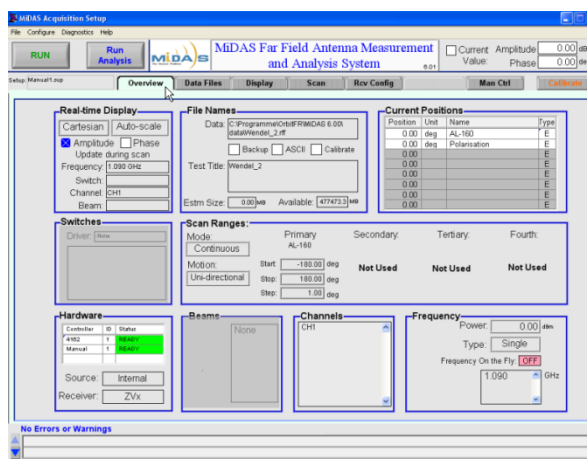 MiDAS Acquisition Setup
File Configure Diagnostics Help
RUN
Run Analysis
MiDAS
MiDAS Far Field Antenna Measurement and Analysis System
6.01
Current Value:
Amplitude 0.00 dB
Phase 0.00 de
Setup: Manual1.sup
Overview Data Files Display Scan Rcv Config Man Ctrl Calibrate
Real-time Display
Cartesian Auto-scale
Amplitude Phase
Update during scan
Frequency: 1.090 GHz
Switch:
Channel: CH1
Beam:
File Names
Data: C:\Programme\OrbitFR\MiDAS 6.00\
data\Wendel_2.rff
Backup ASCII Calibrate
Test Title: Wendel_2
Estm Size: 0.00 MB Available: 477472.3 MB
Current Positions
Position Unit Name Type
0.00 deg AL-160 E
0.00 deg Polarisation E
0.00 E
0.00 E
0.00 E
0.00 E
0.00 E
Switches
Driver: None
Scan Ranges:
Mode: Primary Secondary: Tertiary: Fourth:
Continuous AL-160
Motion:
Uni-directional
Start: -180.00 deg
Stop: 180.00 deg
Step: 1.00 deg
Not Used Not Used Not Used
Hardware
Controller ID Status
4162 1 READY
Manual 1 READY
Source: Internal
Receiver: ZVx
Beams
None
Channels
CH1
Frequency
Power: 0.00 dBm
Type: Single
Frequency On the Fly: OFF
1.090 GHz
No Errors or Warnings